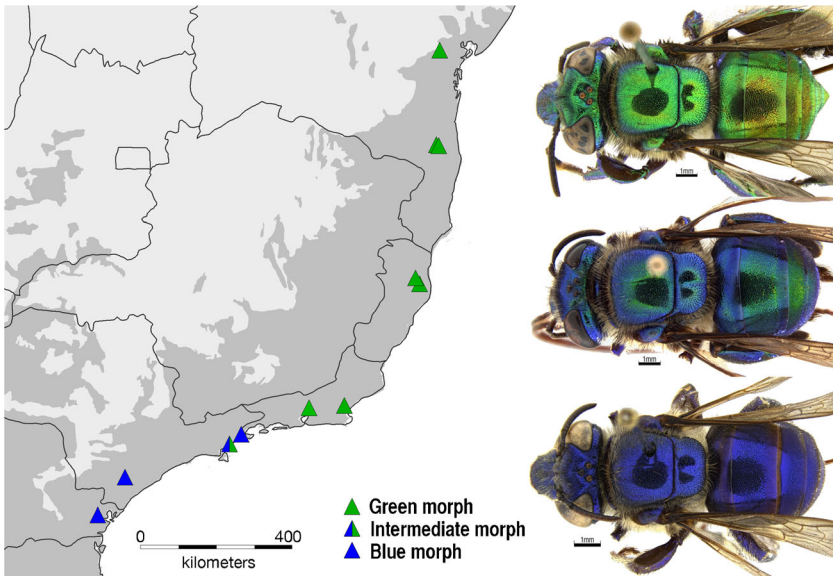 1mm
1mm
1mm
Green morph
Intermediate morph
Blue morph
0 400
kilometers